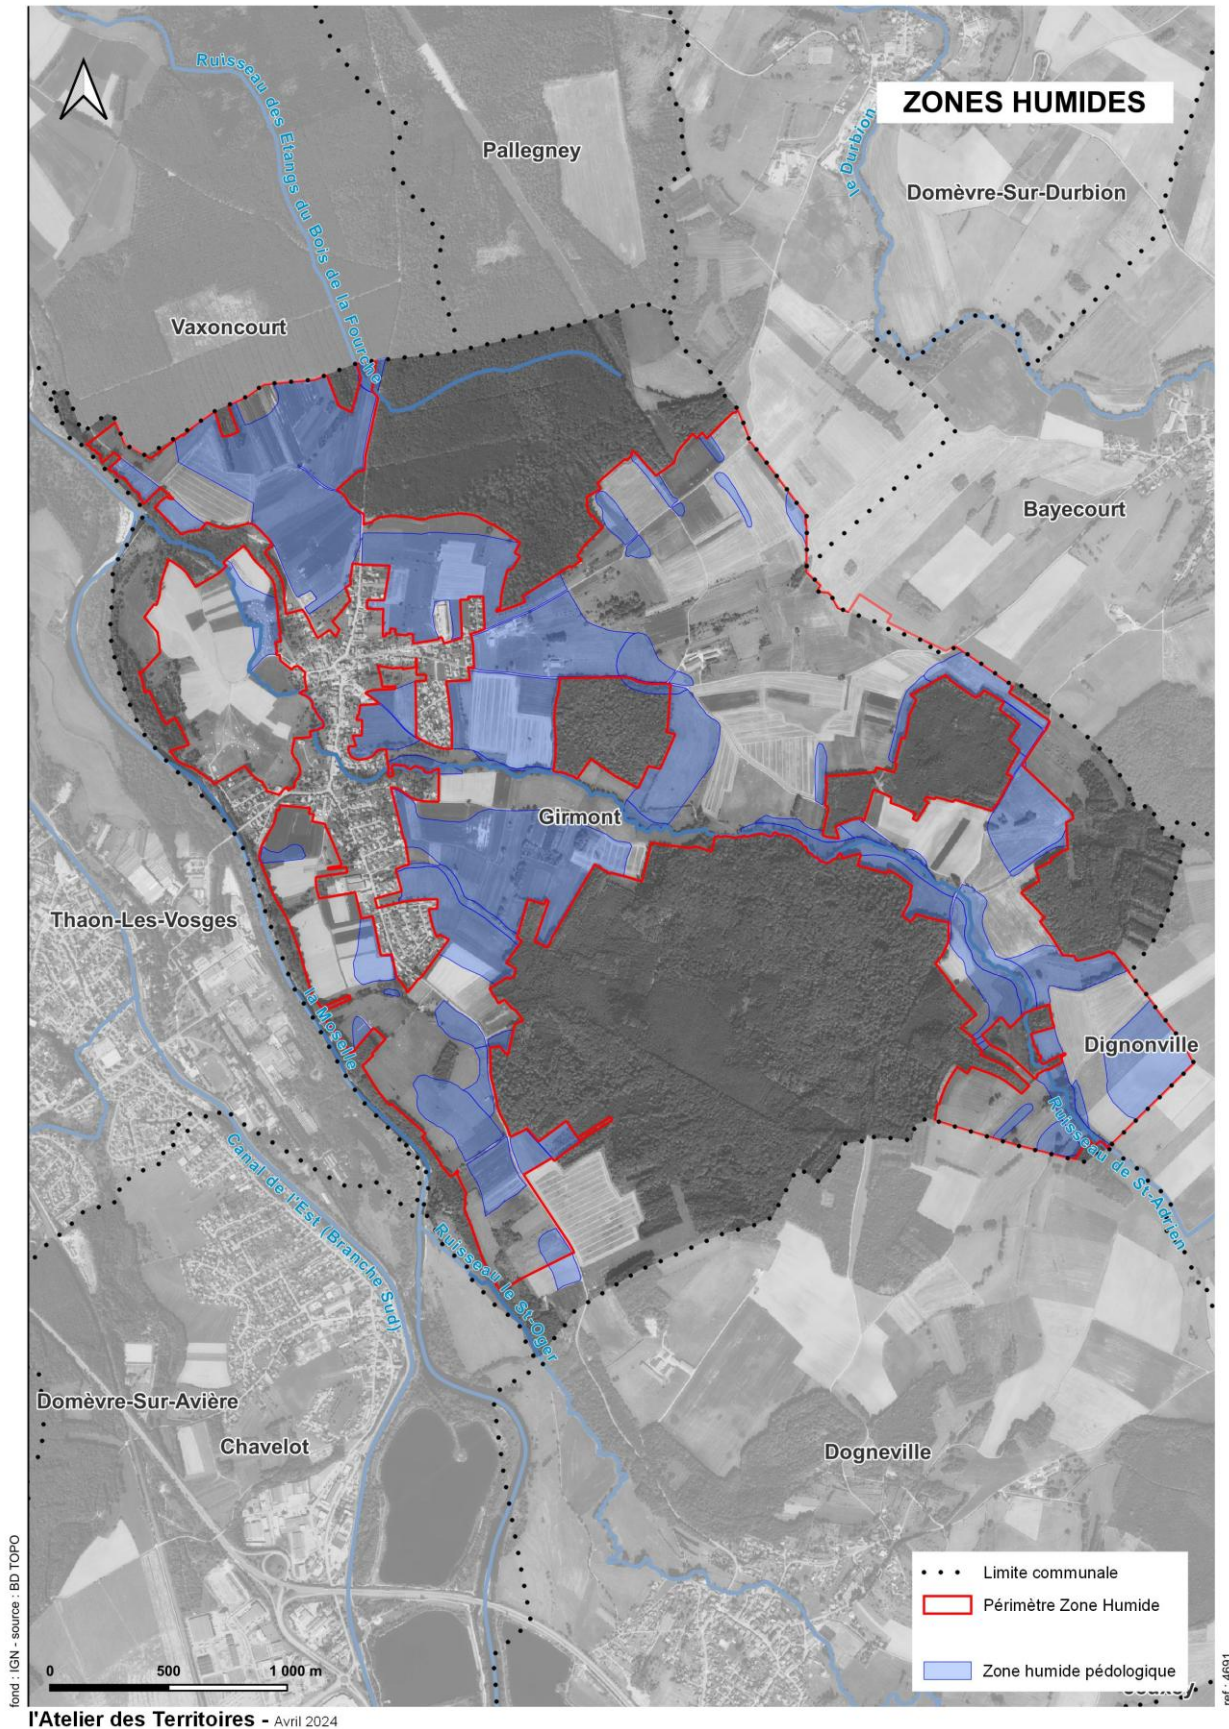 ZONES HUMIDES
Ruisseau des Etangs du Bois de la Fourche
Pallegney
le Durbion
Domèvre-Sur-Durbion
Vaxoncourt
Bayecourt
Girmont
Thaon-Les-Vosges
la Moselle
Dignonville
Ruisseau de St-Adrien
Canal de l'Est (Branche Sud)
Ruisseau le St-Oger
Domèvre-Sur-Avière
Chavelot
Dogneville
Limite communale
Périmètre Zone Humide
Zone humide pédologique
0 500 1 000 m
fond : IGN - source : BD TOPO
ref : 4691
l'Atelier des Territoires - Avril 2024